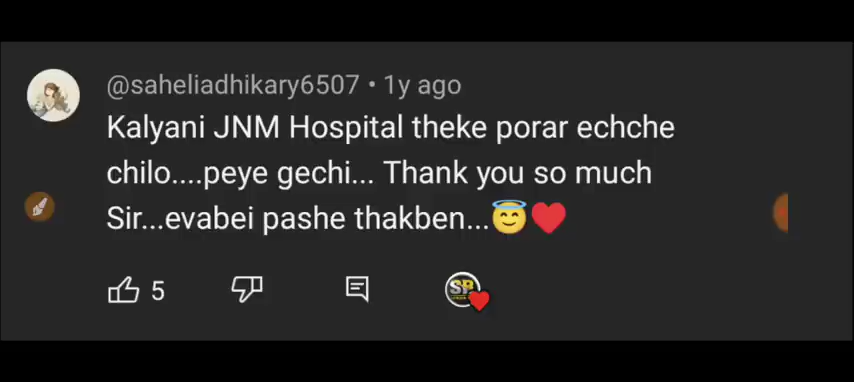 @saheliadhikary6507 • 1y ago
Kalyani JNM Hospital theke porar echche
chilo....peye gechi... Thank you so much
Sir...evabei pashe thakben...😇❤️
5
SP